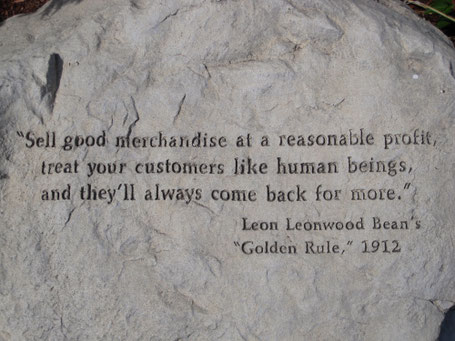 "Sell good merchandise at a reasonable profit,
treat your customers like human beings,
and they'll always come back for more."
Leon Leonwood Bean's
"Golden Rule," 1912